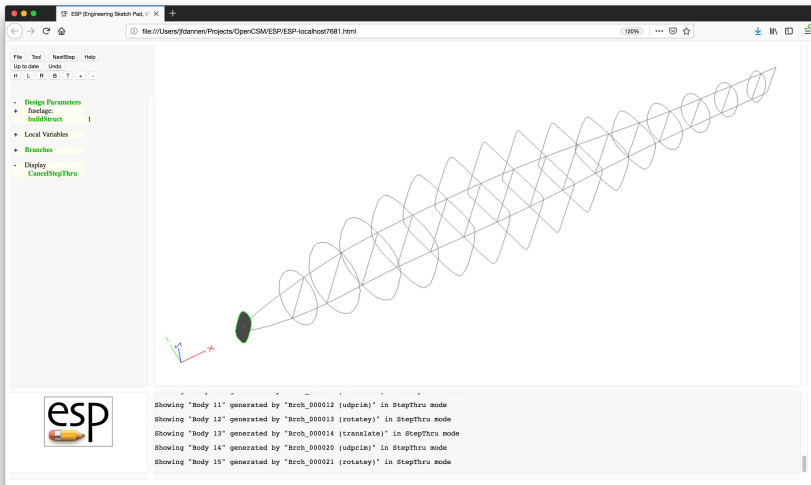 ESP (Engineering Sketch Pad, V
file:///Users/jfdannen/Projects/OpenCSM/ESP/ESP-localhost7681.html
120%
File Tool NextStep Help
Up to date Undo
H L R B T + -
- Design Parameters
+ fuselage:
buildStruct 1
+ Local Variables
+ Branches
- Display
CancelStepThru
X
esp
Showing "Body 11" generated by "Brch_000012 (udprim)" in StepThru mode
Showing "Body 12" generated by "Brch_000013 (rotatey)" in StepThru mode
Showing "Body 13" generated by "Brch_000014 (translate)" in StepThru mode
Showing "Body 14" generated by "Brch_000020 (udprim)" in StepThru mode
Showing "Body 15" generated by "Brch_000021 (rotatey)" in StepThru mode